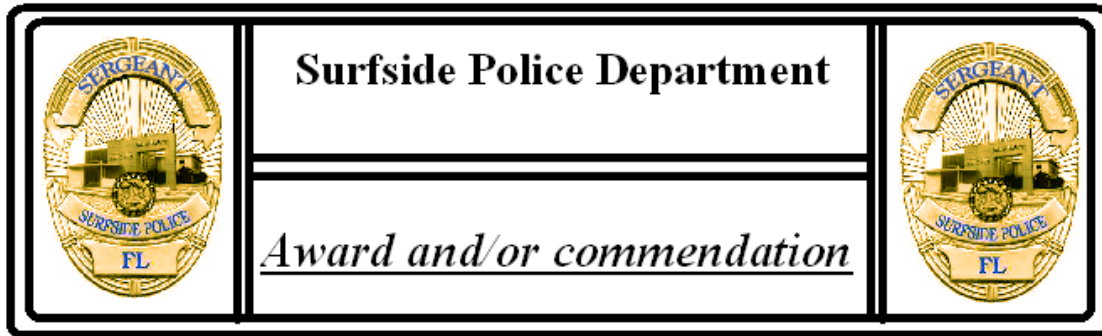 SERGEANT
SURFSIDE POLICE
FL
Surfside Police Department
Award and/or commendation
SERGEANT
SURFSIDE POLICE
FL